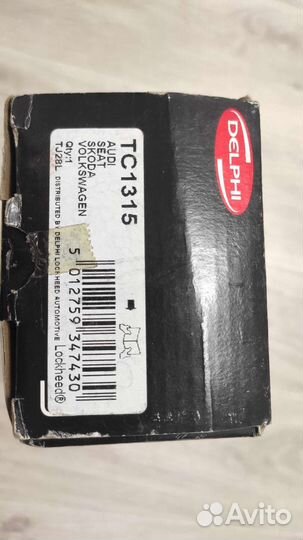 DELPHI
TC1315
AUDI
SEAT
SKODA
VOLKSWAGEN
Qty:1
TJ28L DISTRIBUTED BY DELPHI LOCKHEED AUTOMOTIVE Lockheed®
5 012759 347430
Avito